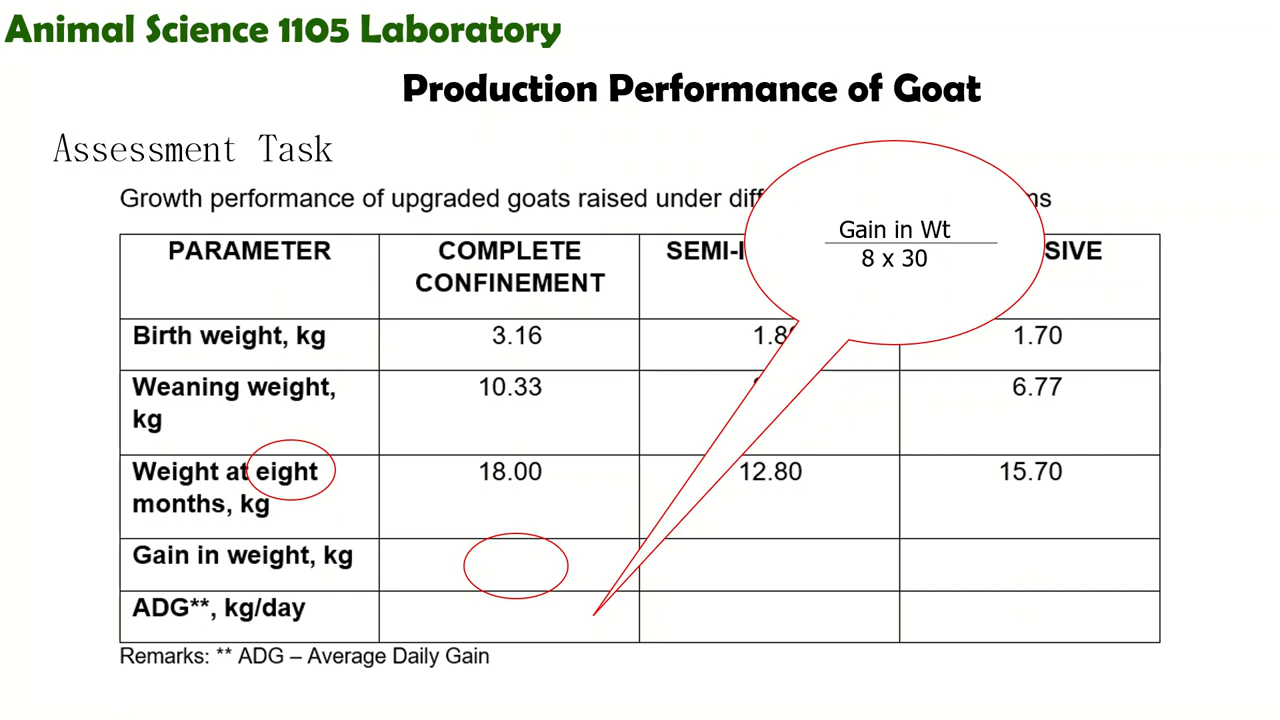 Animal Science 1105 Laboratory
Production Performance of Goat
Assessment Task
Growth performance of upgraded goats raised under
Gain in Wt
8 x 30
PARAMETER
COMPLETE
CONFINEMENT
Birth weight, kg
3.16
1.70
Weaning weight,
kg
10.33
6.77
Weight at eight
months, kg
18.00
12.80
15.70
Gain in weight, kg
ADG**, kg/day
Remarks: ** ADG – Average Daily Gain